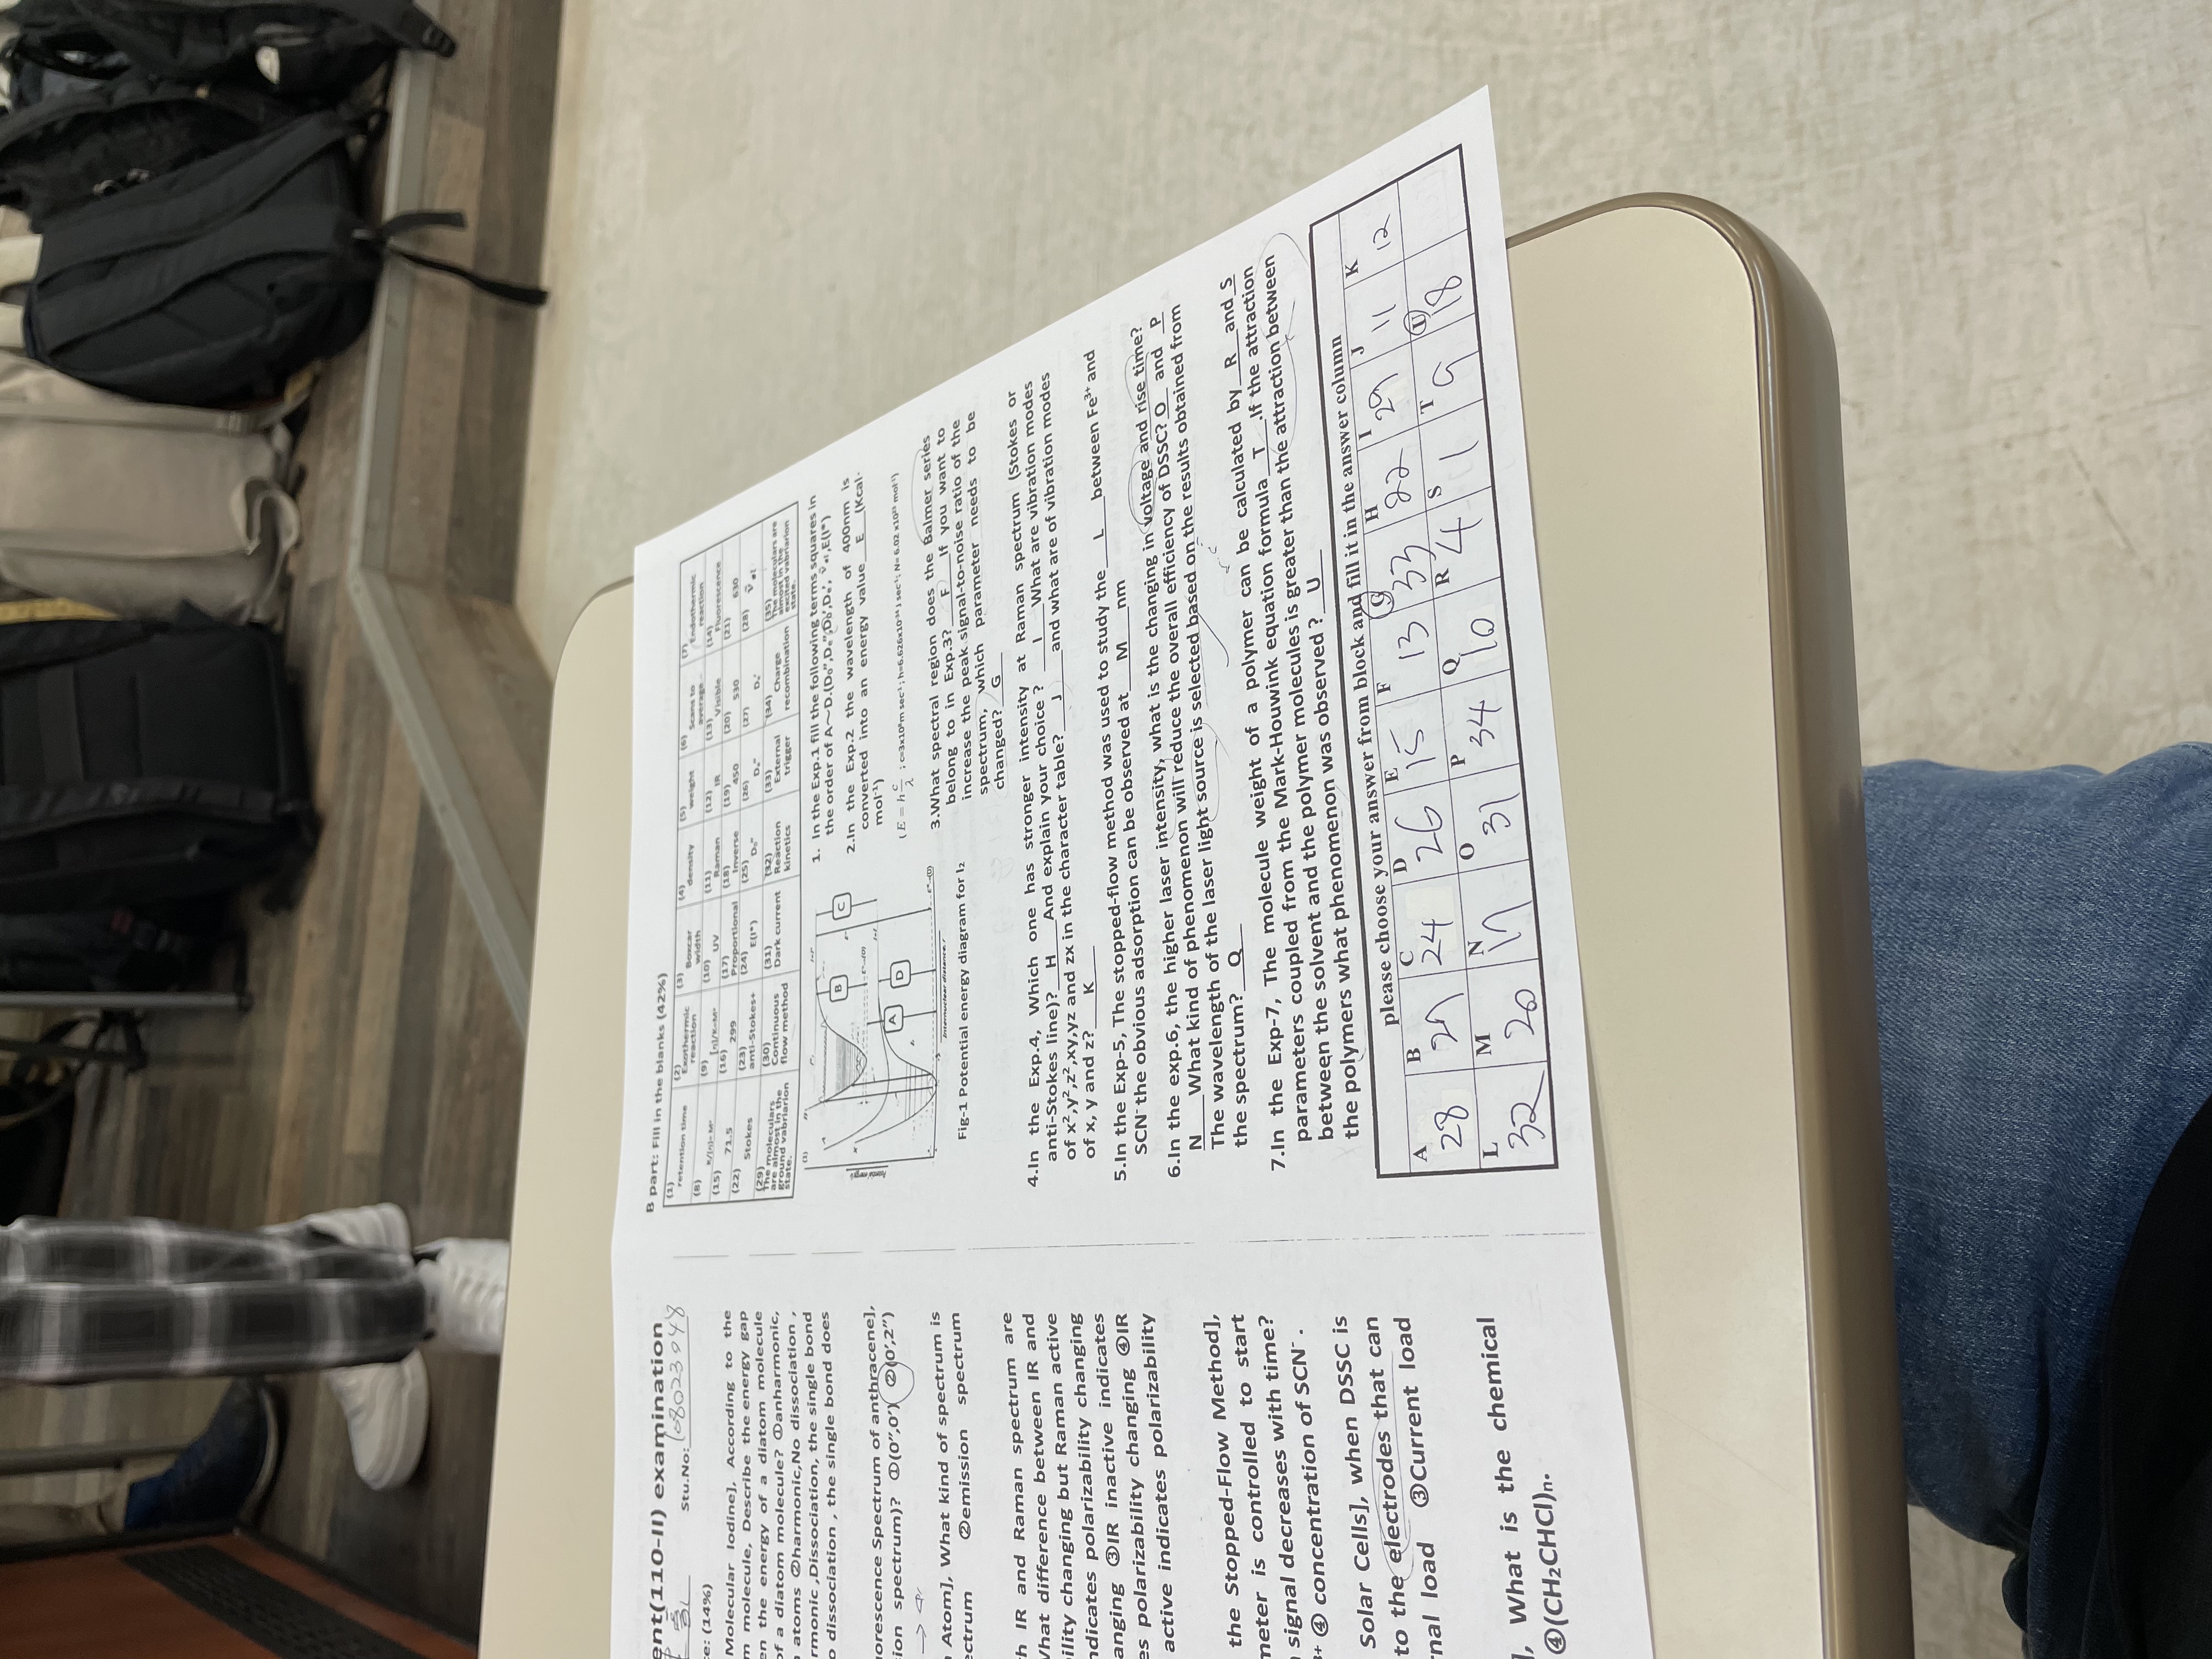 ent(110-II) examination
Stu.No: 108023048
ce: (14%)
Molecular Iodine], According to the
m molecule, Describe the energy gap
en the energy of a diatom molecule
of a diatom molecule? ①anharmonic,
atoms ②harmonic,No dissociation ,
rmonic ,Dissociation, the single bond
o dissociation , the single bond does
uorescence Spectrum of anthracene],
ion spectrum)? ①(0″,0′) ②(0′,2″)
Atom], What kind of spectrum is
ectrum ②emission spectrum
h IR and Raman spectrum are
What difference between IR and
ility changing but Raman active
ndicates polarizability changing
anging ③IR inactive indicates
es polarizability changing ④IR
active indicates polarizability
the Stopped-Flow Method],
meter is controlled to start
signal decreases with time?
3+ ④ concentration of SCN⁻ .
Solar Cells], when DSSC is
to the electrodes that can
rnal load ③Current load
], What is the chemical
④(CH₂CHCl)n.
B part: Fill in the blanks (42%)
(1) retention time (2) Exothermic reaction (3) Boxcar width (4) density (5) weight (6) Scans to average (7) Endothermic reaction
(8) K/[η]=Mᵃ (9) [η]/K=Mᵃ (10) UV (11) Raman (12) IR (13) Visible (14) Fluorescence
(15) 71.5 (16) 299 (17) Proportional (18) Inverse (19) 450 (20) 530 (21) 630
(22) Stokes (23) anti-Stokes+ (24) E(I*) (25) D₀″ (26) Dₑ″ (27) Dₑ′ (28) ṽₑₗ
(29) The moleculars are almost in the ground vabriarion state. (30) Continuous flow method (31) Dark current (32) Reaction kinetics (33) External trigger (34) Charge recombination (35) The moleculars are almost in the excited vabriarion state.
B
C
A
D
Potential energy
Internuclear distance, r
Fig-1 Potential energy diagram for I₂
1. In the Exp.1 fill the following terms squares in
the order of A~D.(D₀″,Dₑ″,D₀′,Dₑ′, ṽₑₗ,E(I*)
2.In the Exp.2 the wavelength of 400nm is
converted into an energy value__E__(Kcal-
mol⁻¹)
(E = h c/λ ; c=3x10⁸m sec⁻¹; h=6.626x10⁻³⁴ J sec⁻¹; N= 6.02 x10²³ mol⁻¹)
3.What spectral region does the Balmer series
belong to in Exp.3?__F__ If you want to
increase the peak signal-to-noise ratio of the
spectrum, which parameter needs to be
changed?__G__
4.In the Exp.4, Which one has stronger intensity at Raman spectrum (Stokes or
anti-Stokes line)?__H__And explain your choice ? __I__What are vibration modes
of x²,y²,z²,xy,yz and zx in the character table?__J__and what are of vibration modes
of x, y and z?__K__
5.In the Exp-5, The stopped-flow method was used to study the__L__between Fe³⁺ and
SCN⁻ the obvious adsorption can be observed at__M__nm
6.In the exp.6, the higher laser intensity, what is the changing in voltage and rise time?
__N__What kind of phenomenon will reduce the overall efficiency of DSSC?_O_ and _P_
The wavelength of the laser light source is selected based on the results obtained from
the spectrum?__Q__
7.In the Exp-7, The molecule weight of a polymer can be calculated by__R__and_S_
parameters coupled from the Mark-Houwink equation formula__T__.If the attraction
between the solvent and the polymer molecules is greater than the attraction between
the polymers what phenomenon was observed ?__U__
please choose your answer from block and fill it in the answer column
A B C D E F G H I J K
28 27 24 26 15 13 33 22 29 11 12
L M N O P Q R S T U
32 20 17 31 34 10 4 1 9 18